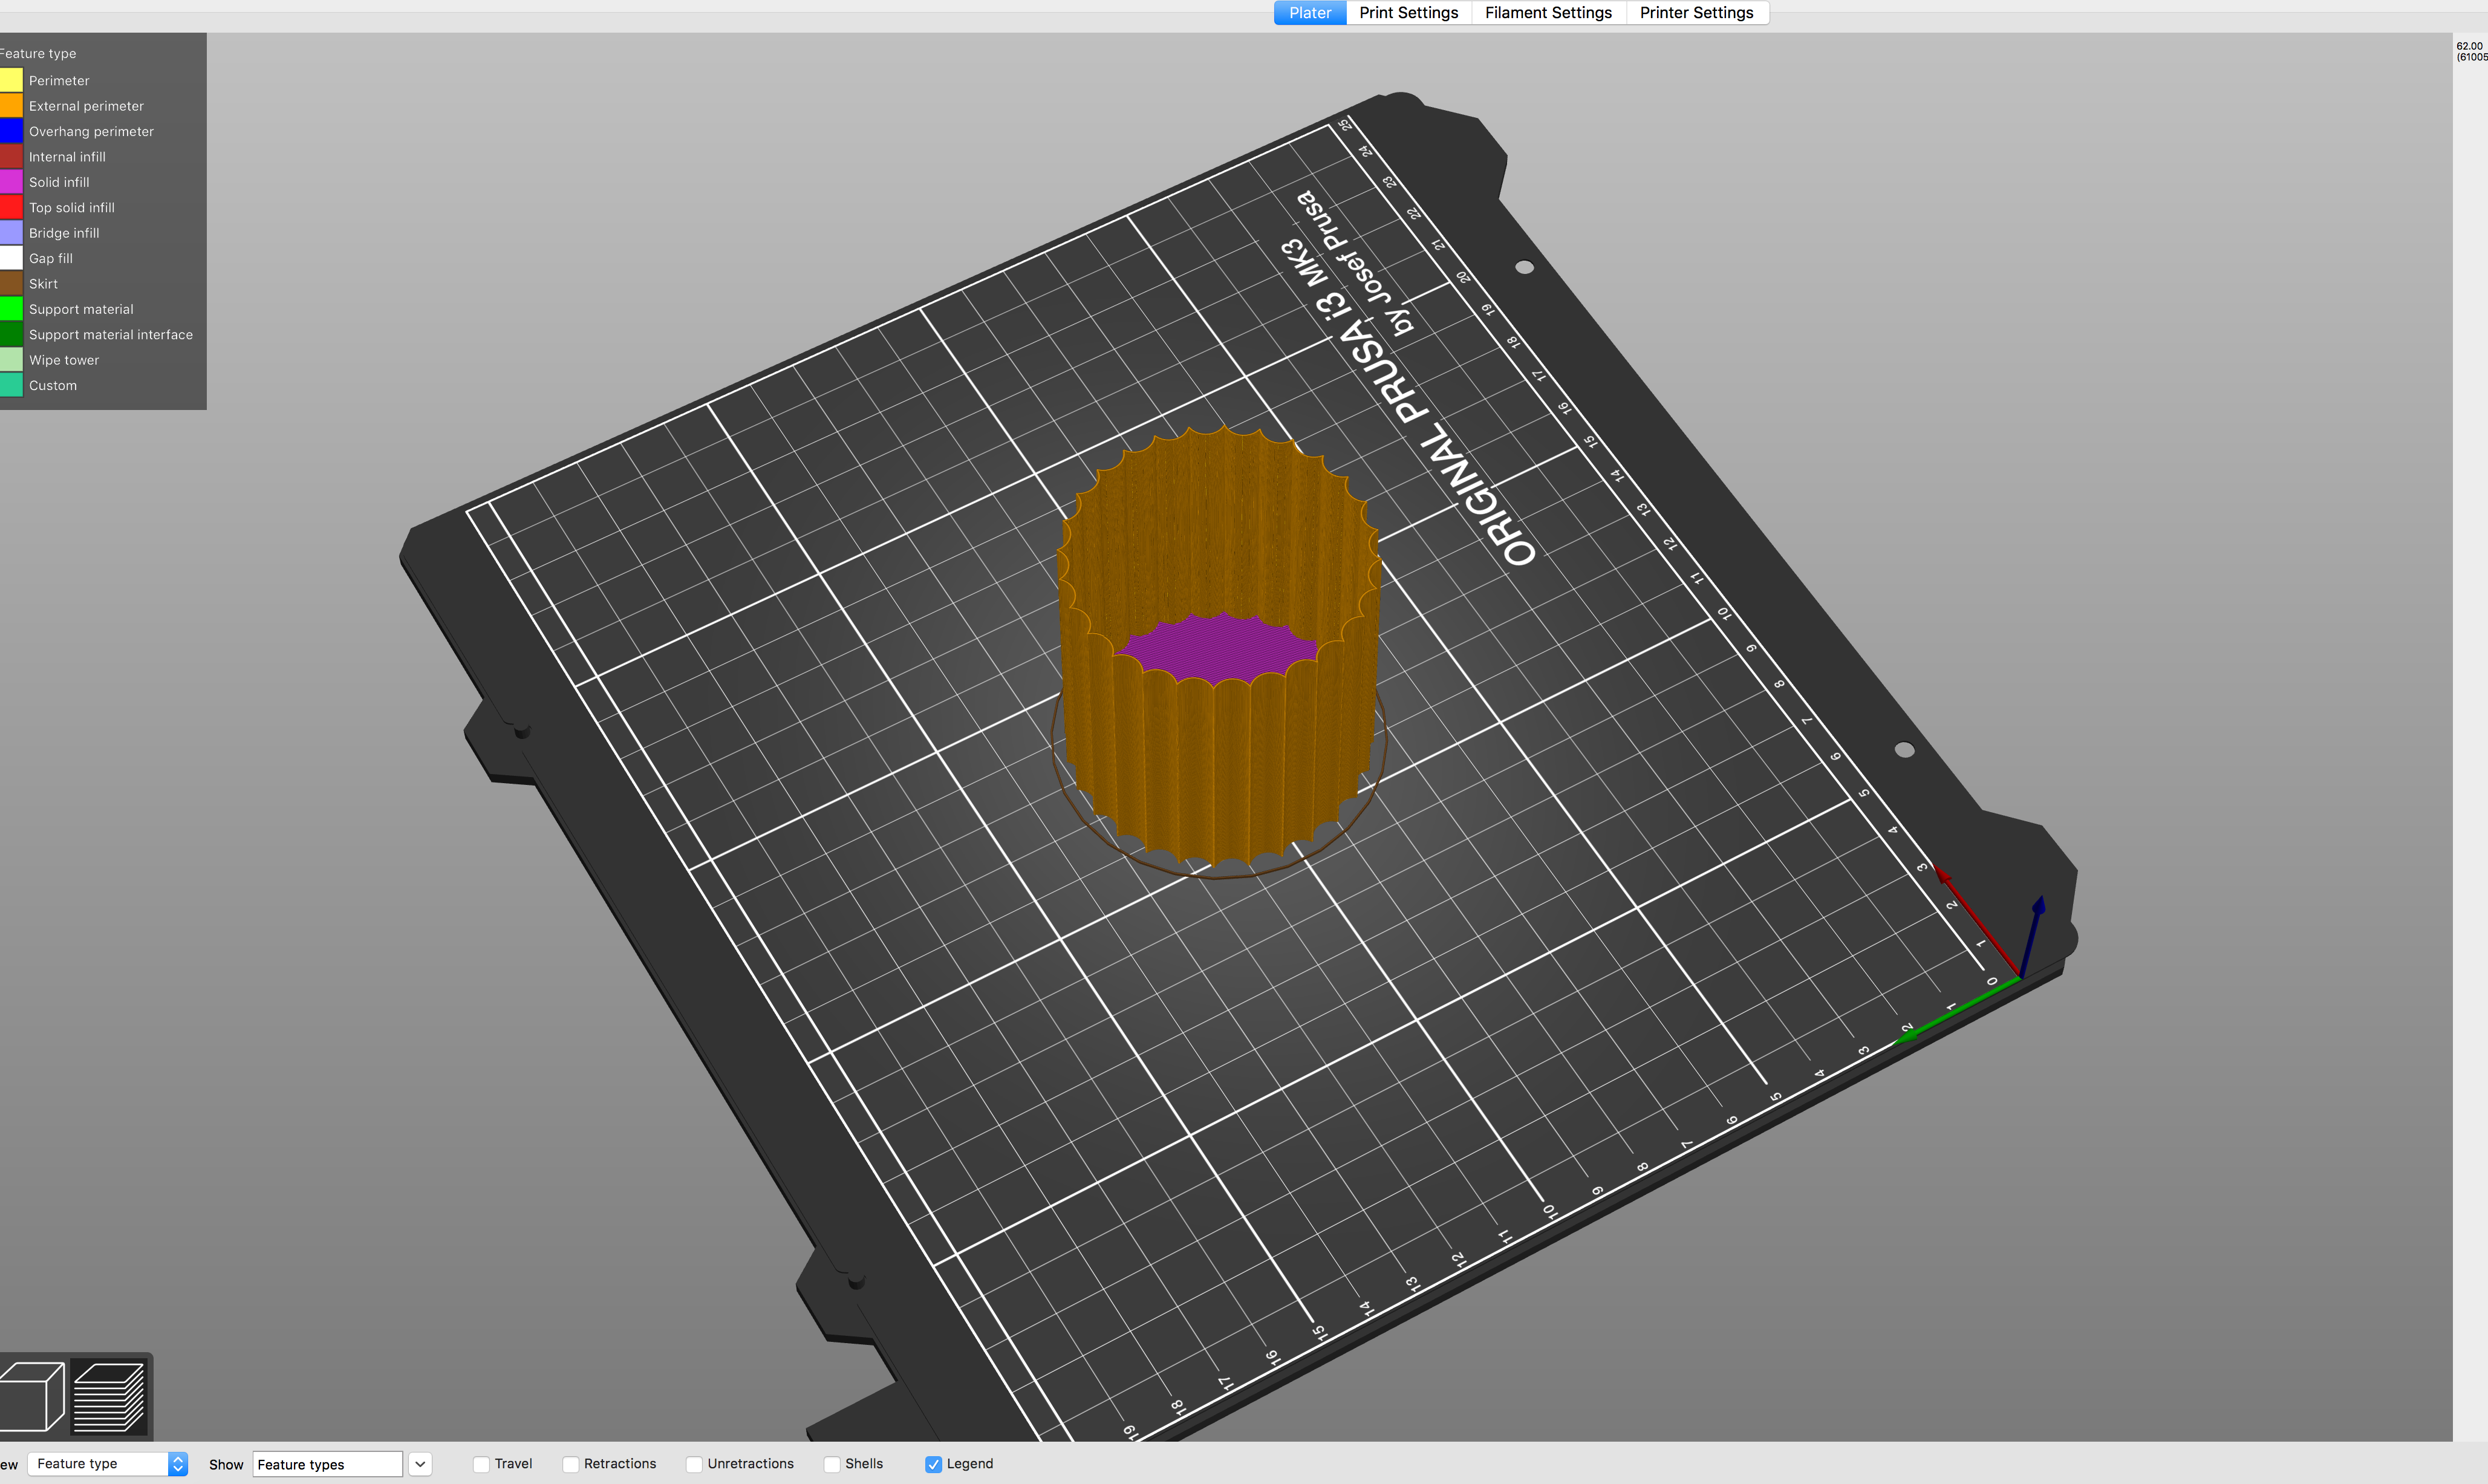 Plater Print Settings Filament Settings Printer Settings
Feature type
Perimeter
External perimeter
Overhang perimeter
Internal infill
Solid infill
Top solid infill
Bridge infill
Gap fill
Skirt
Support material
Support material interface
Wipe tower
Custom
62.00
(61005
ORIGINAL PRUSA i3 MK3
by Josef Prusa
25
24
23
22
21
20
19
18
17
16
15
14
13
12
11
10
9
8
7
6
5
4
3
2
1
0
1
2
3
4
5
6
7
8
9
10
11
12
13
14
15
16
17
18
19
ew Feature type Show Feature types Travel Retractions Unretractions Shells Legend